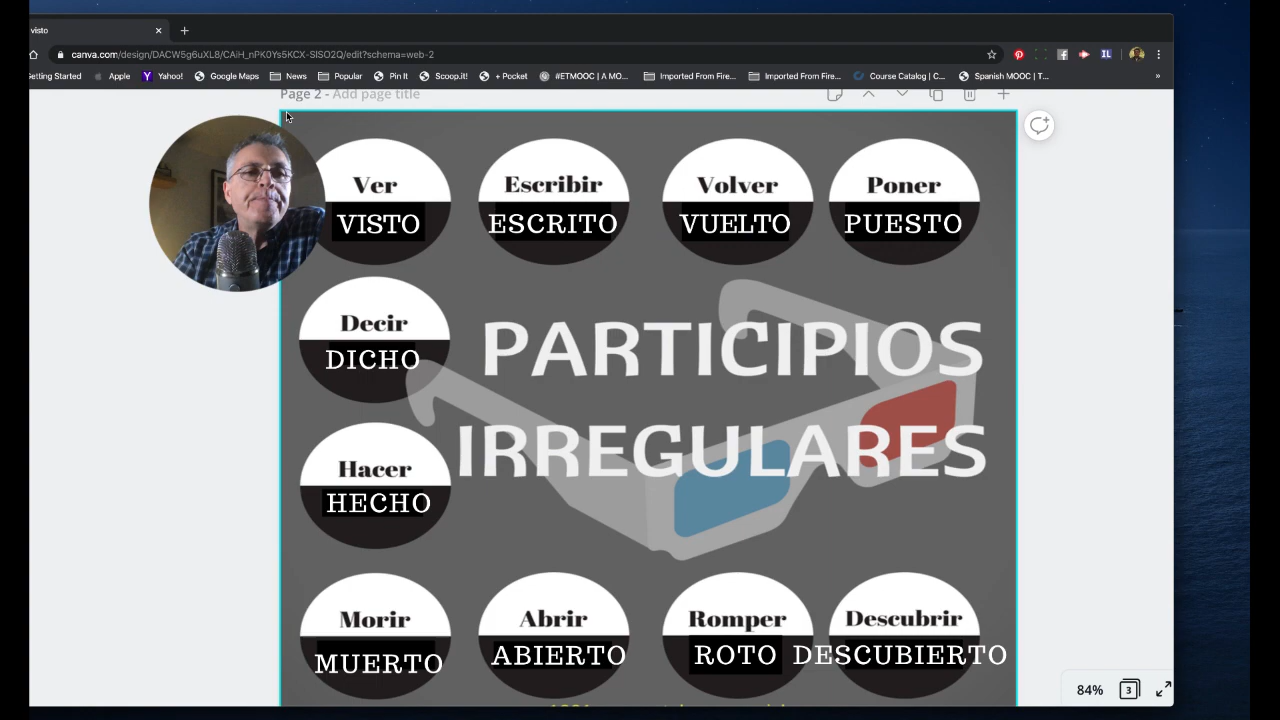 visto
canva.com/design/DACW5g6uXL8/CAiH_nPK0Ys5KCX-SlSO2Q/edit?schema=web-2
Getting Started Apple Yahoo! Google Maps News Popular Pin It Scoop.it! + Pocket #ETMOOC | A MO... Imported From Fire... Imported From Fire... Course Catalog | C... Spanish MOOC | T... »
Page 2 - Add page title
Ver Escribir Volver Poner
VISTO ESCRITO VUELTO PUESTO
Decir
DICHO
PARTICIPIOS
IRREGULARES
Hacer
HECHO
Morir Abrir Romper Descubrir
MUERTO ABIERTO ROTO DESCUBIERTO
84% 3